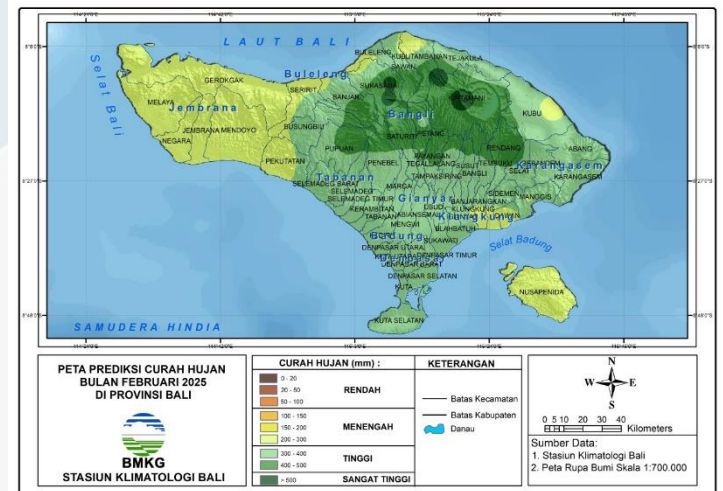 LAUT BALI
Selat Bali
BULELENG
KUBUTAMBAHAN
TEJAKULA
SAWAN
Buleleng
GEROKGAK
SERIRIT
SUKASADA
BANJAR
KINTAMANI
MELAYA
Jembrana
Bangli
KUBU
JEMBRANA
MENDOYO
BUSUNGBIU
NEGARA
BATURITI
PETANG
PUPUAN
RENDANG
ABANG
PEKUTATAN
PENEBEL
PAYANGAN
TEGALLALANG
SUSUT
TEMBUKU
BEBANDEM
Karangasem
SELAT
Tabanan
TAMPAKSIRING
BANGLI
KARANGASEM
SELEMADEG BARAT
SELEMADEG
MARGA
SIDEMEN
SELEMADEG TIMUR
Gianyar
MANGGIS
KERAMBITAN
UBUD
BANJARANGKAN
TABANAN
ABIANSEMAL
KLUNGKUNG
Klungkung
MENGWI
BLAHBATUH
Badung
SUKAWATI
Selat Badung
DENPASAR UTARA
DENPASAR TIMUR
DENPASAR BARAT
DENPASAR SELATAN
KUTA
NUSAPENIDA
KUTA SELATAN
SAMUDERA HINDIA
PETA PREDIKSI CURAH HUJAN
BULAN FEBRUARI 2025
DI PROVINSI BALI
BMKG
STASIUN KLIMATOLOGI BALI
CURAH HUJAN (mm) :
0 - 20
20 - 50
RENDAH
50 - 100
100 - 150
150 - 200
MENENGAH
200 - 300
300 - 400
TINGGI
400 - 500
> 500
SANGAT TINGGI
KETERANGAN
Batas Kecamatan
Batas Kabupaten
Danau
N
W
E
S
0 5 10 20 30 40
Kilometers
Sumber Data:
1. Stasiun Klimatologi Bali
2. Peta Rupa Bumi Skala 1:700.000